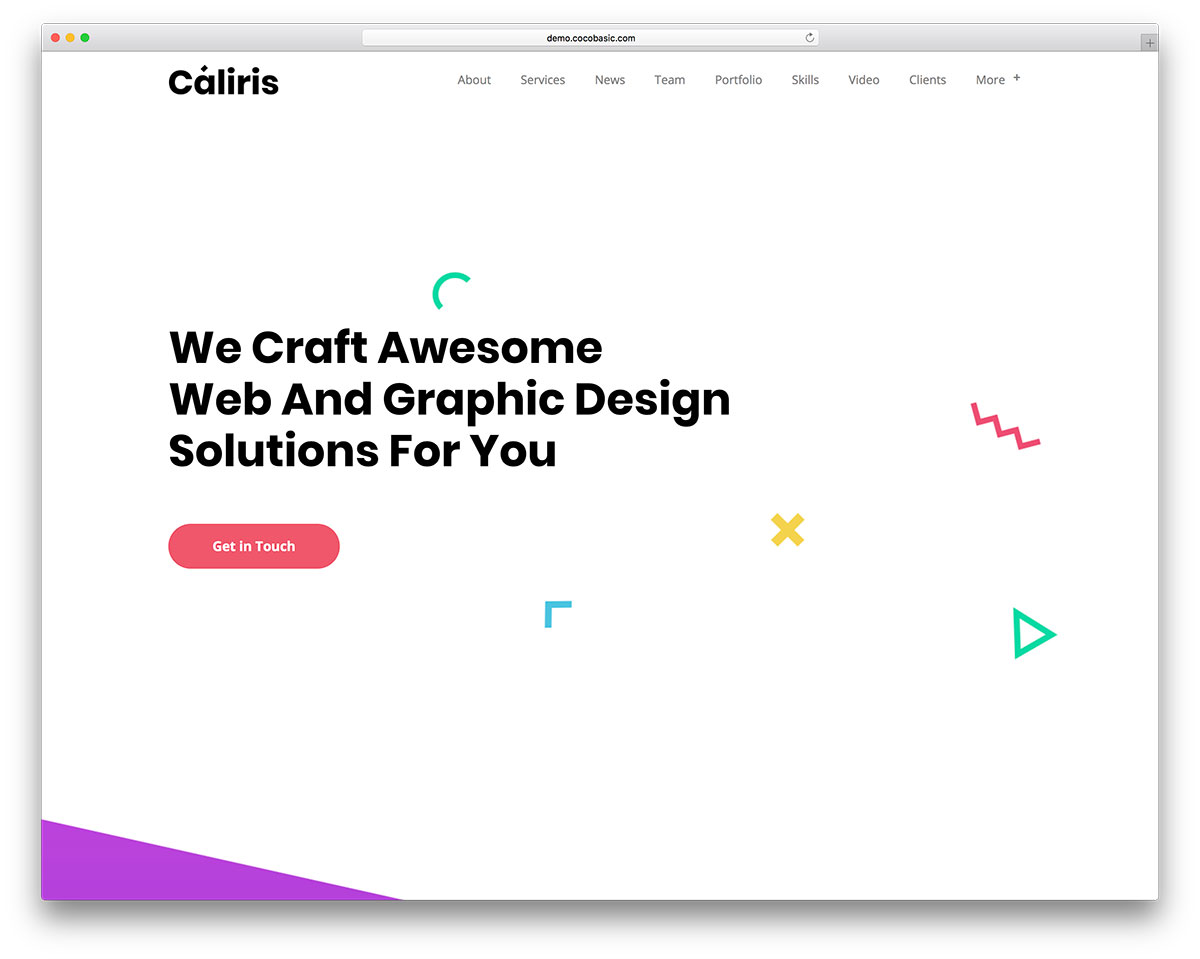 demo.cocobasic.com
Cáliris
About Services News Team Portfolio Skills Video Clients More +
We Craft Awesome
Web And Graphic Design
Solutions For You
Get in Touch